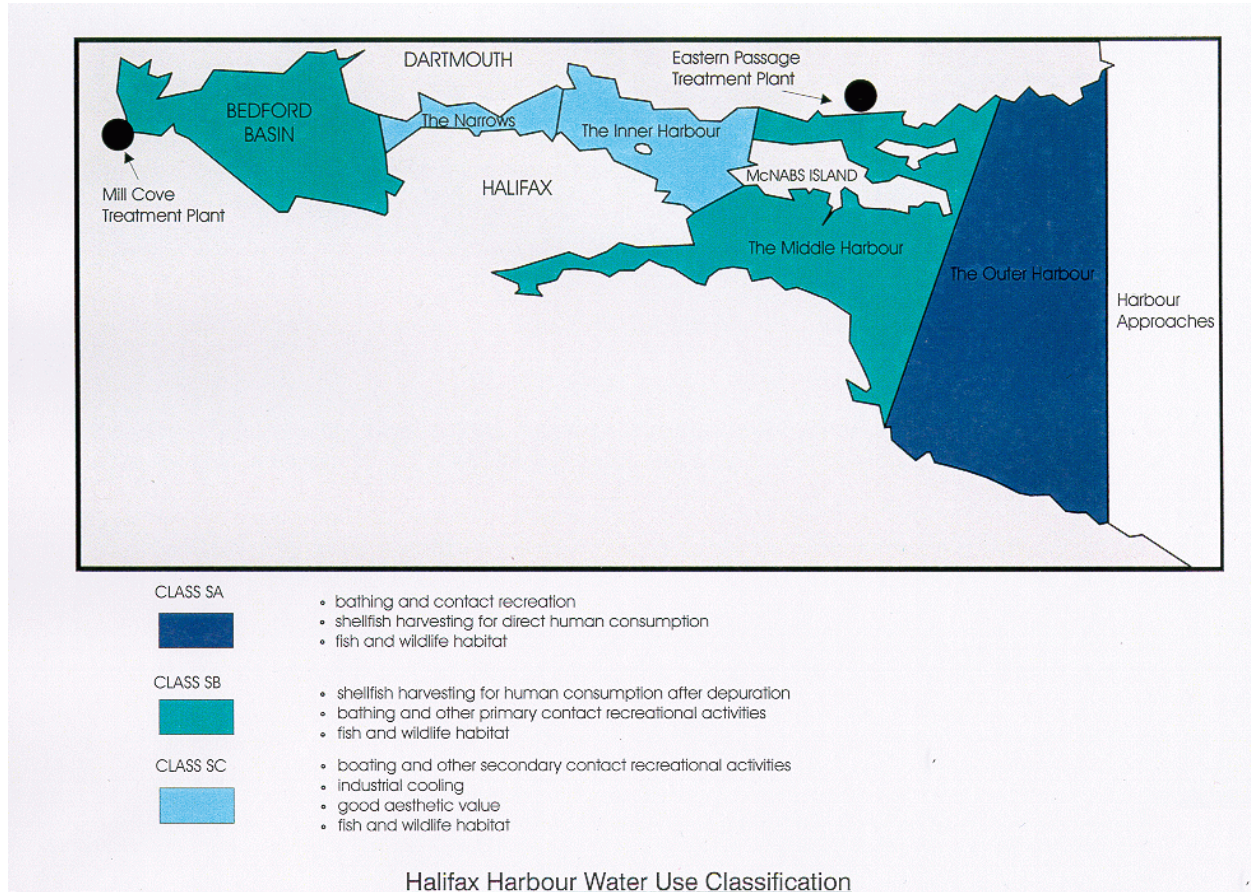 DARTMOUTH
Eastern Passage
Treatment Plant
BEDFORD
BASIN
The Narrows
The Inner Harbour
Mill Cove
Treatment Plant
HALIFAX
McNABS ISLAND
The Middle Harbour
The Outer Harbour
Harbour
Approaches
CLASS SA
• bathing and contact recreation
• shellfish harvesting for direct human consumption
• fish and wildlife habitat
CLASS SB
• shellfish harvesting for human consumption after depuration
• bathing and other primary contact recreational activities
• fish and wildlife habitat
CLASS SC
• boating and other secondary contact recreational activities
• industrial cooling
• good aesthetic value
• fish and wildlife habitat
Halifax Harbour Water Use Classification